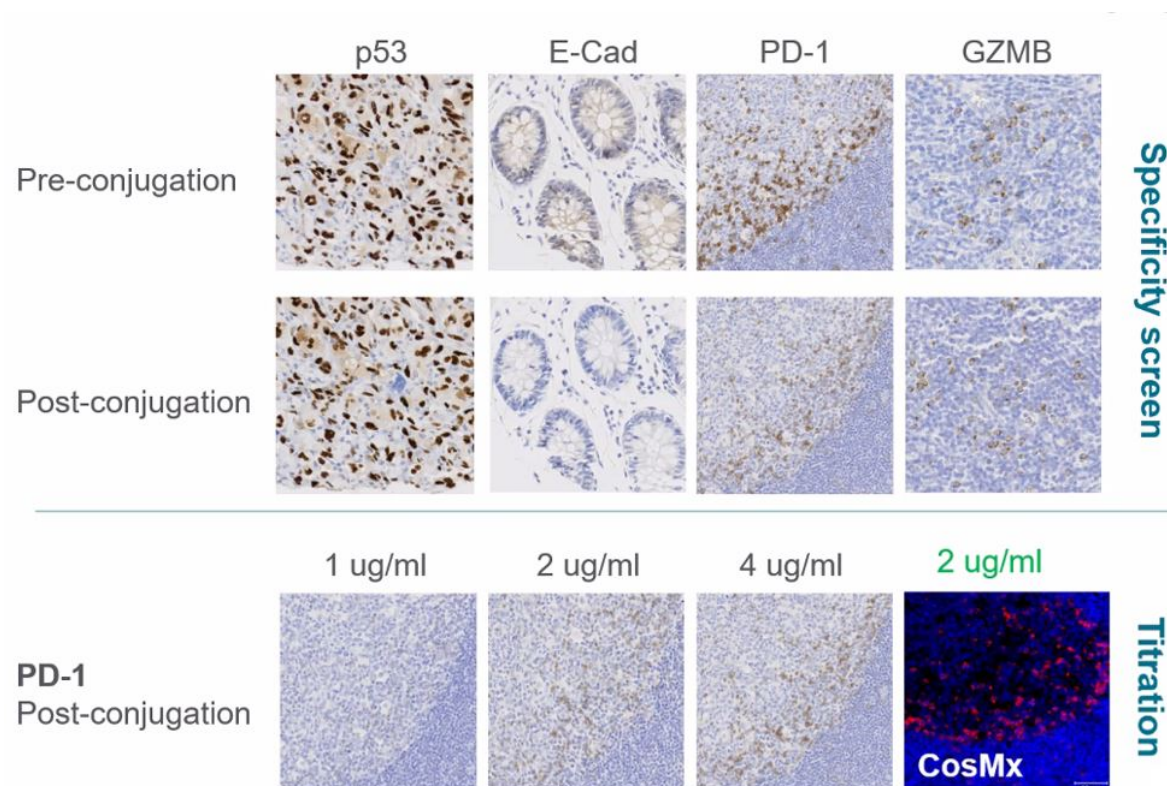 p53 E-Cad PD-1 GZMB
Pre-conjugation
Post-conjugation
Specificity screen
1 ug/ml 2 ug/ml 4 ug/ml 2 ug/ml
PD-1
Post-conjugation
CosMx
Titration